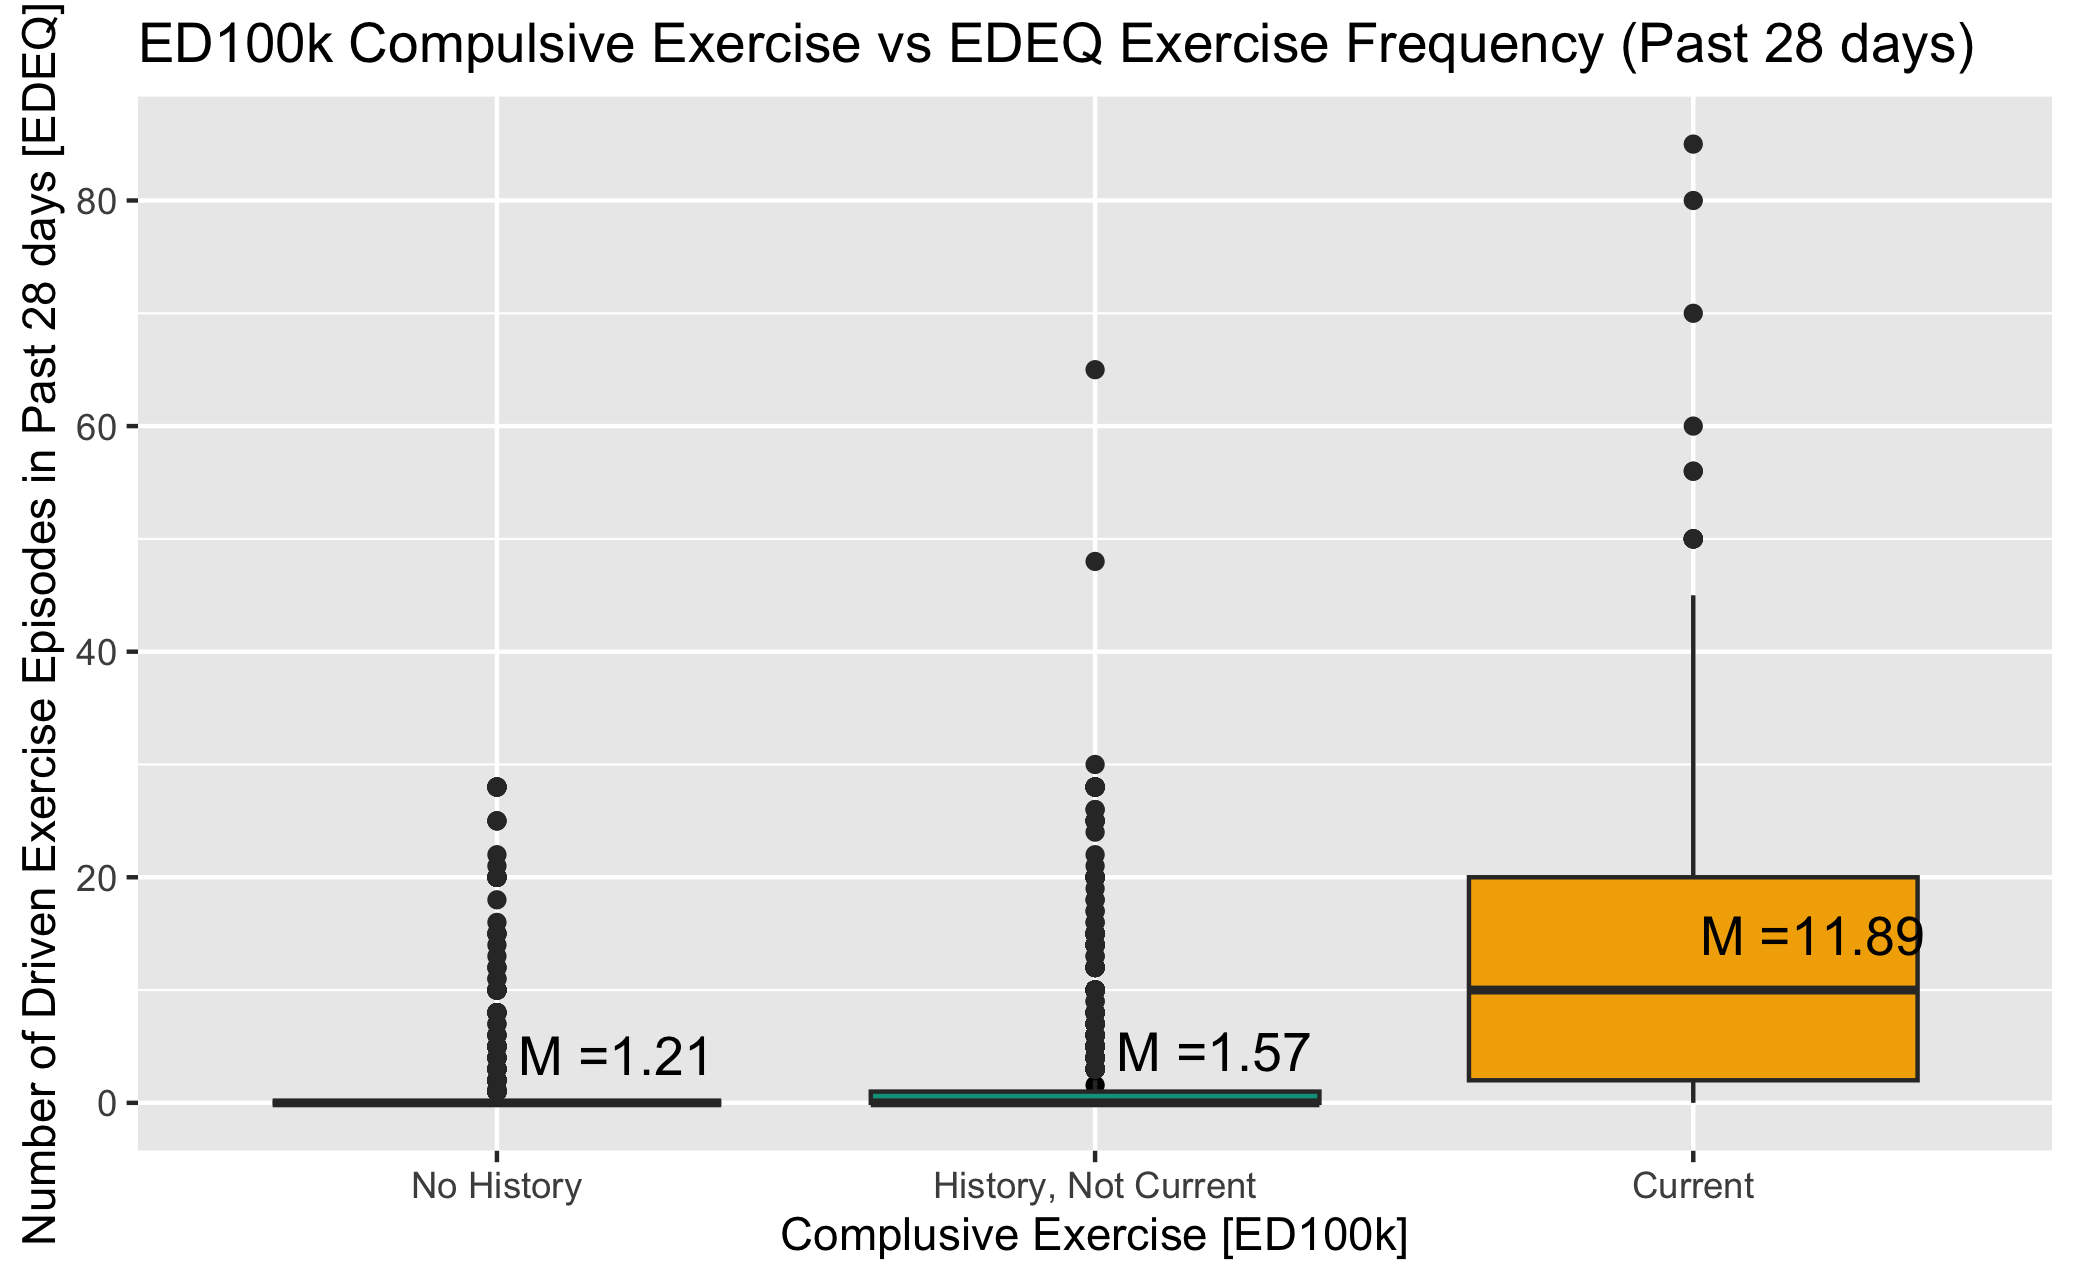 ED100k Compulsive Exercise vs EDEQ Exercise Frequency (Past 28 days)
Number of Driven Exercise Episodes in Past 28 days [EDEQ]
80
60
40
20
0
M =1.21
M =1.57
M =11.89
No History
History, Not Current
Current
Complusive Exercise [ED100k]